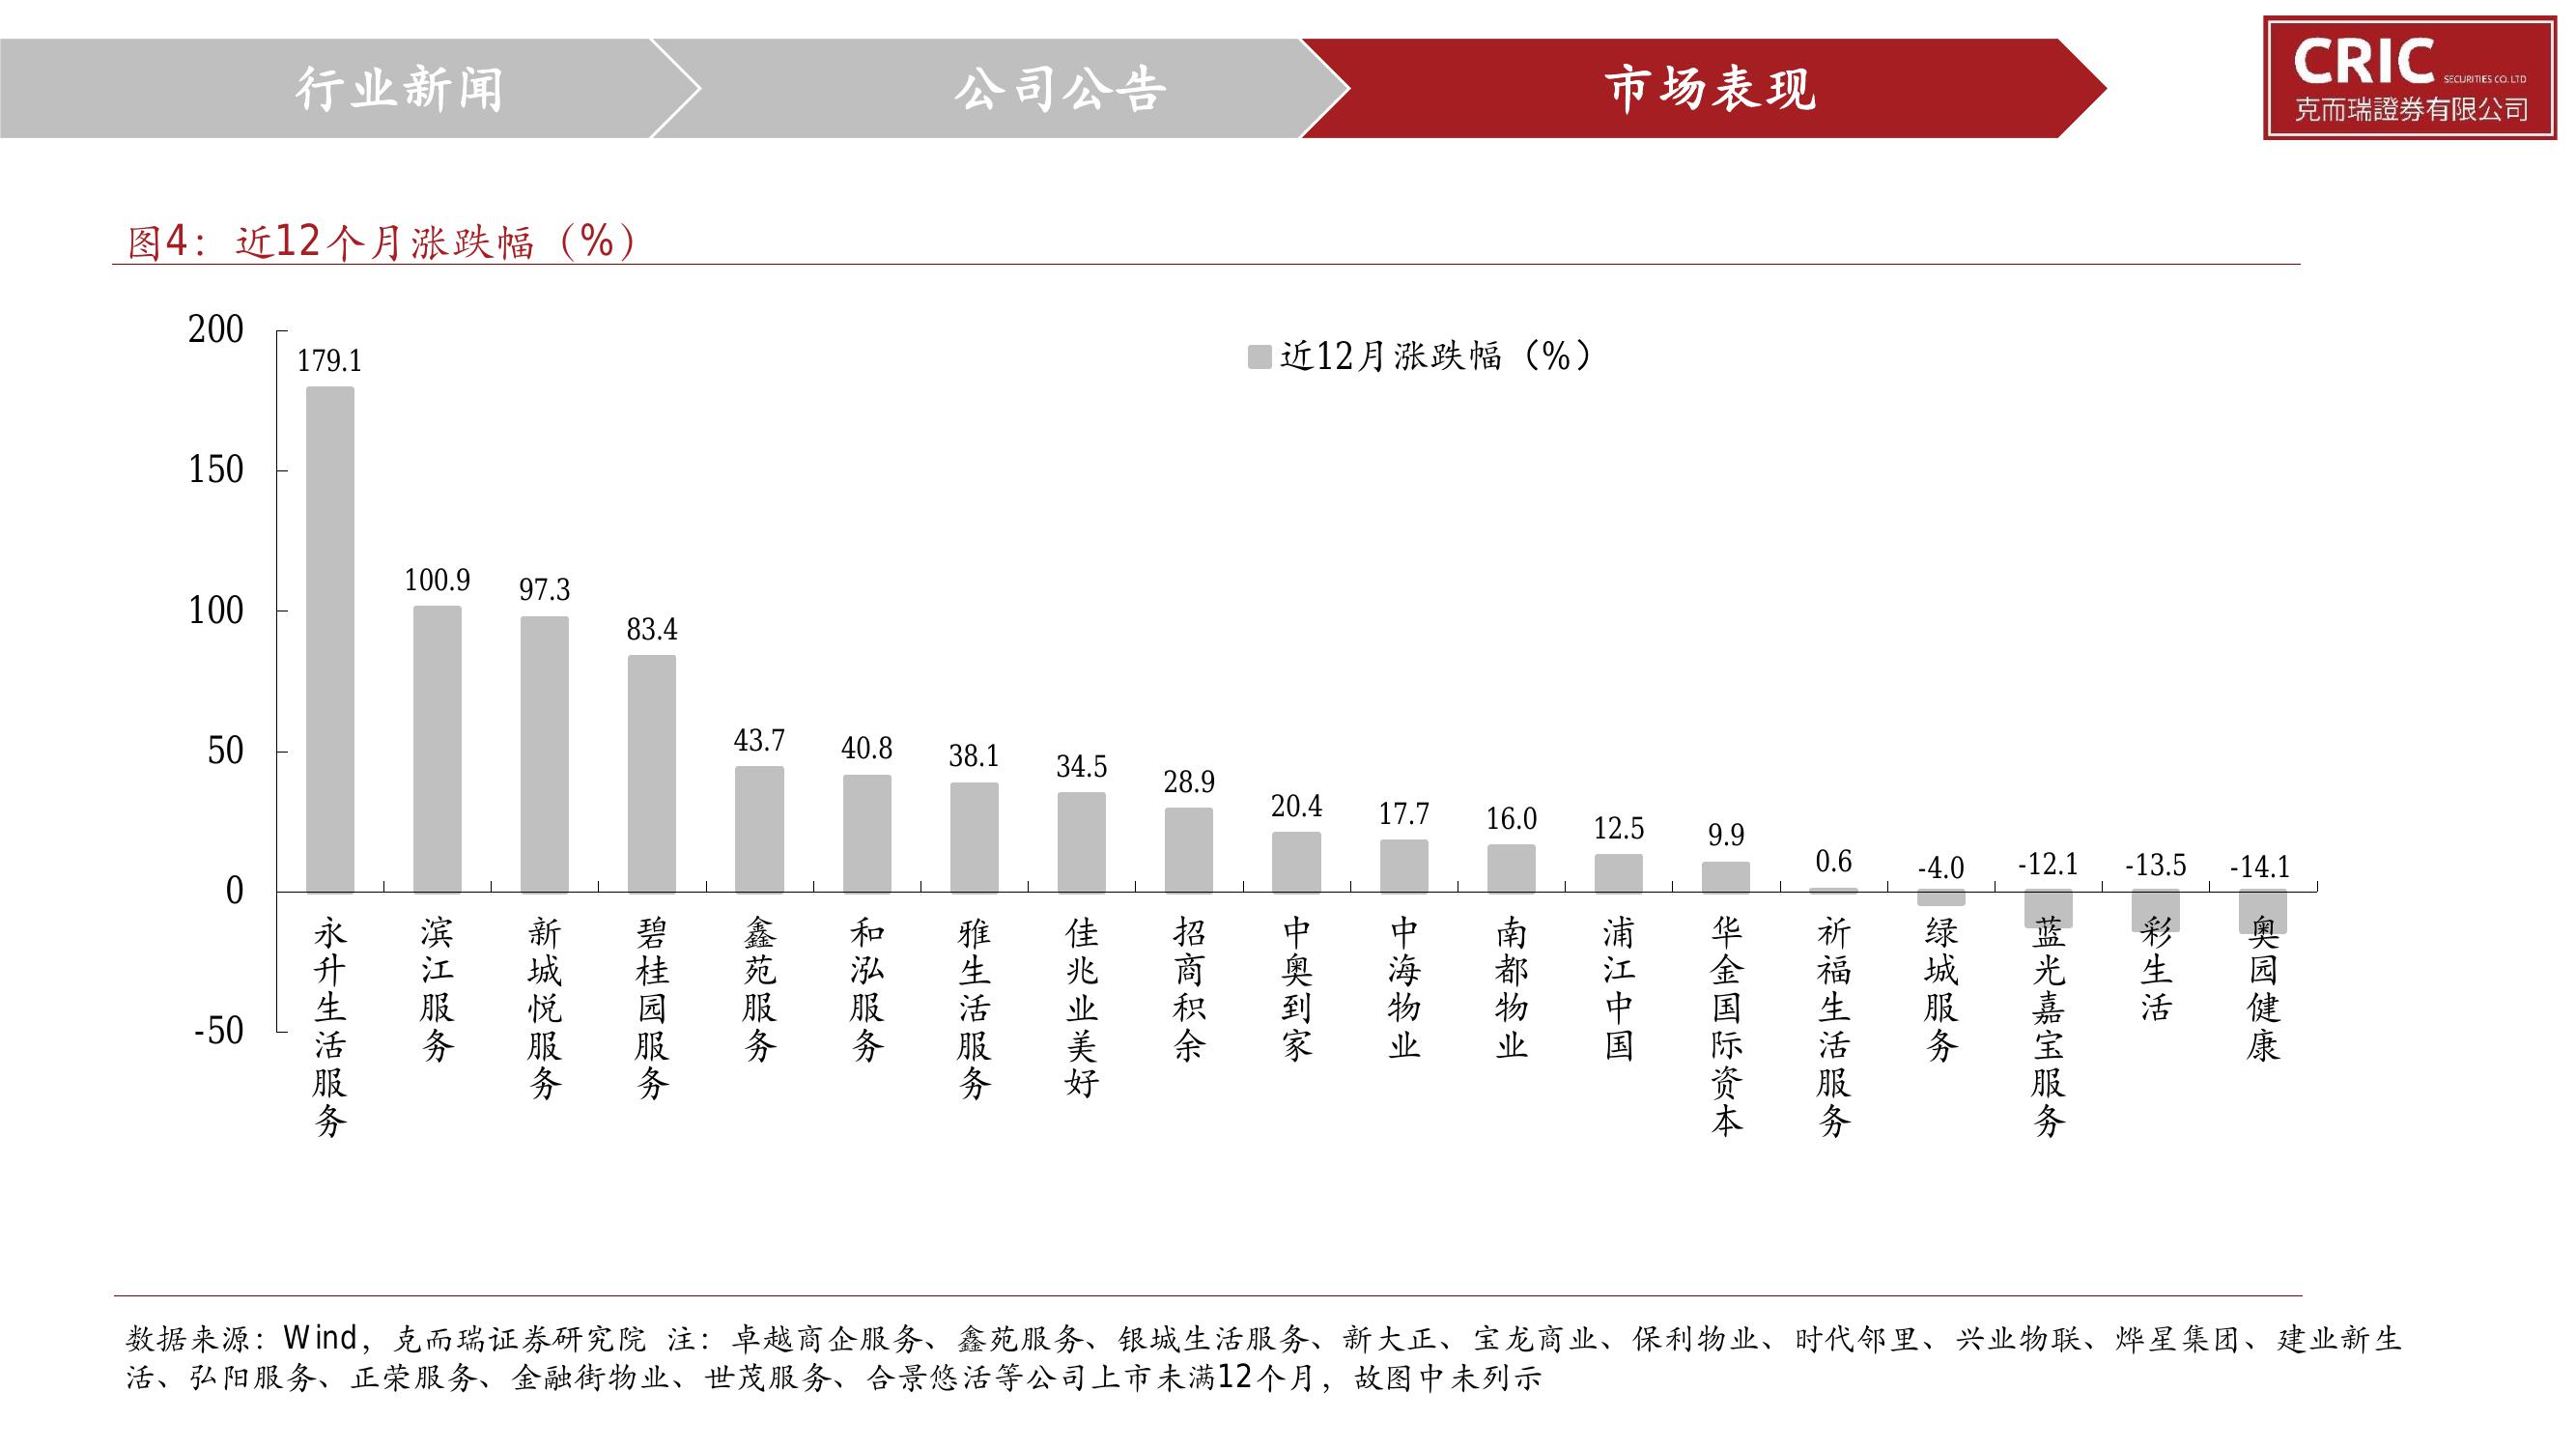 行业新闻
公司公告
市场表现
CRIC SECURITIES CO. LTD
克而瑞證券有限公司
图4：近12个月涨跌幅（%）
近12月涨跌幅（%）
200
150
100
50
0
-50
179.1
100.9
97.3
83.4
43.7
40.8
38.1
34.5
28.9
20.4
17.7
16.0
12.5
9.9
0.6
-4.0
-12.1
-13.5
-14.1
永升生活服务
滨江服务
新城悦服务
碧桂园服务
鑫苑服务
和泓服务
雅生活服务
佳兆业美好
招商积余
中奥到家
中海物业
南都物业
浦江中国
华金国际资本
祈福生活服务
绿城服务
蓝光嘉宝服务
彩生活
奥园健康
数据来源：Wind，克而瑞证券研究院 注：卓越商企服务、鑫苑服务、银城生活服务、新大正、宝龙商业、保利物业、时代邻里、兴业物联、烨星集团、建业新生
活、弘阳服务、正荣服务、金融街物业、世茂服务、合景悠活等公司上市未满12个月，故图中未列示